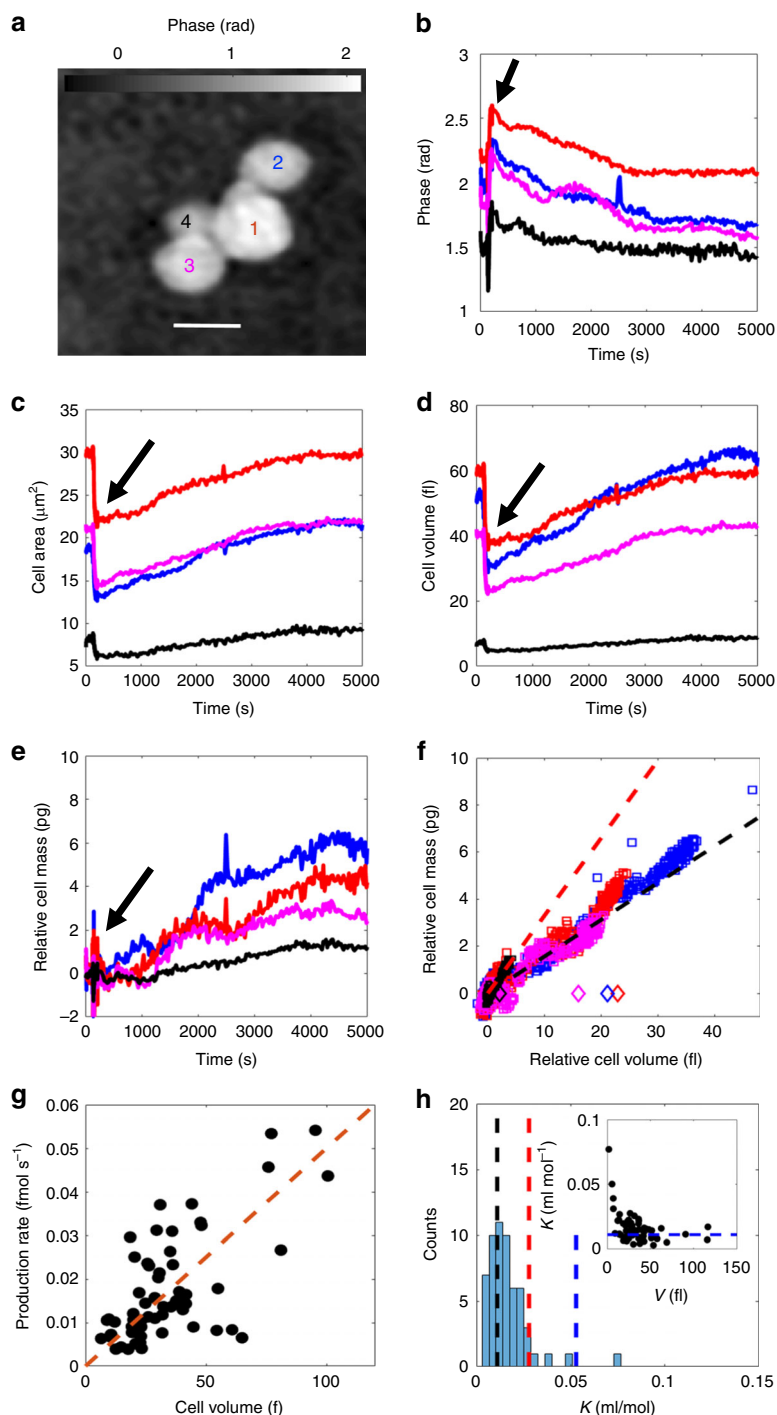 a
Phase (rad)
0 1 2
2
4
1
3
b
Phase (rad)
3
2.5
2
1.5
1
0 1000 2000 3000 4000 5000
Time (s)
c
Cell area (μm²)
35
30
25
20
15
10
5
0 1000 2000 3000 4000 5000
Time (s)
d
Cell volume (fl)
80
60
40
20
0
0 1000 2000 3000 4000 5000
Time (s)
e
Relative cell mass (pg)
10
8
6
4
2
0
−2
0 1000 2000 3000 4000 5000
Time (s)
f
Relative cell mass (pg)
10
8
6
4
2
0
0 10 20 30 40
Relative cell volume (fl)
g
Production rate (fmol s⁻¹)
0.06
0.05
0.04
0.03
0.02
0.01
0
0 50 100
Cell volume (f)
h
Counts
20
15
10
5
0
0 0.05 0.1 0.15
K (ml/mol)
K (ml mol⁻¹)
0.1
0.05
0
0 50 100 150
V (fl)